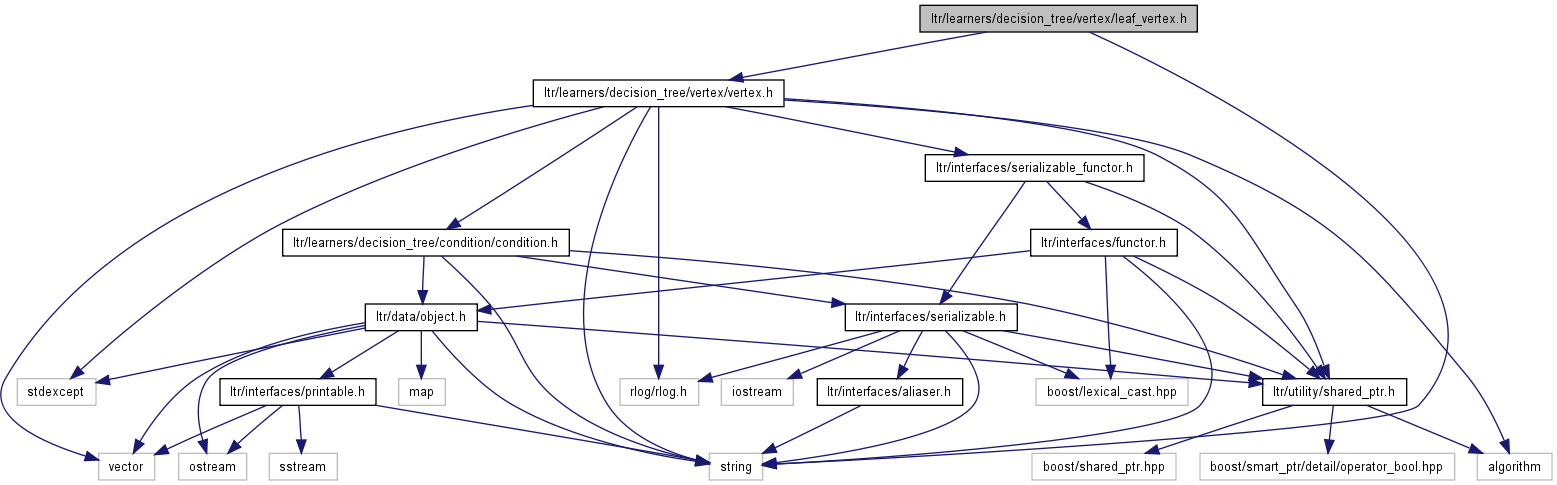 ltr/learners/decision_tree/vertex/leaf_vertex.h
ltr/learners/decision_tree/vertex/vertex.h
ltr/interfaces/serializable_functor.h
ltr/learners/decision_tree/condition/condition.h
ltr/interfaces/functor.h
ltr/data/object.h
ltr/interfaces/serializable.h
stdexcept
ltr/interfaces/printable.h
map
rlog/rlog.h
iostream
ltr/interfaces/aliaser.h
boost/lexical_cast.hpp
ltr/utility/shared_ptr.h
vector
ostream
sstream
string
boost/shared_ptr.hpp
boost/smart_ptr/detail/operator_bool.hpp
algorithm